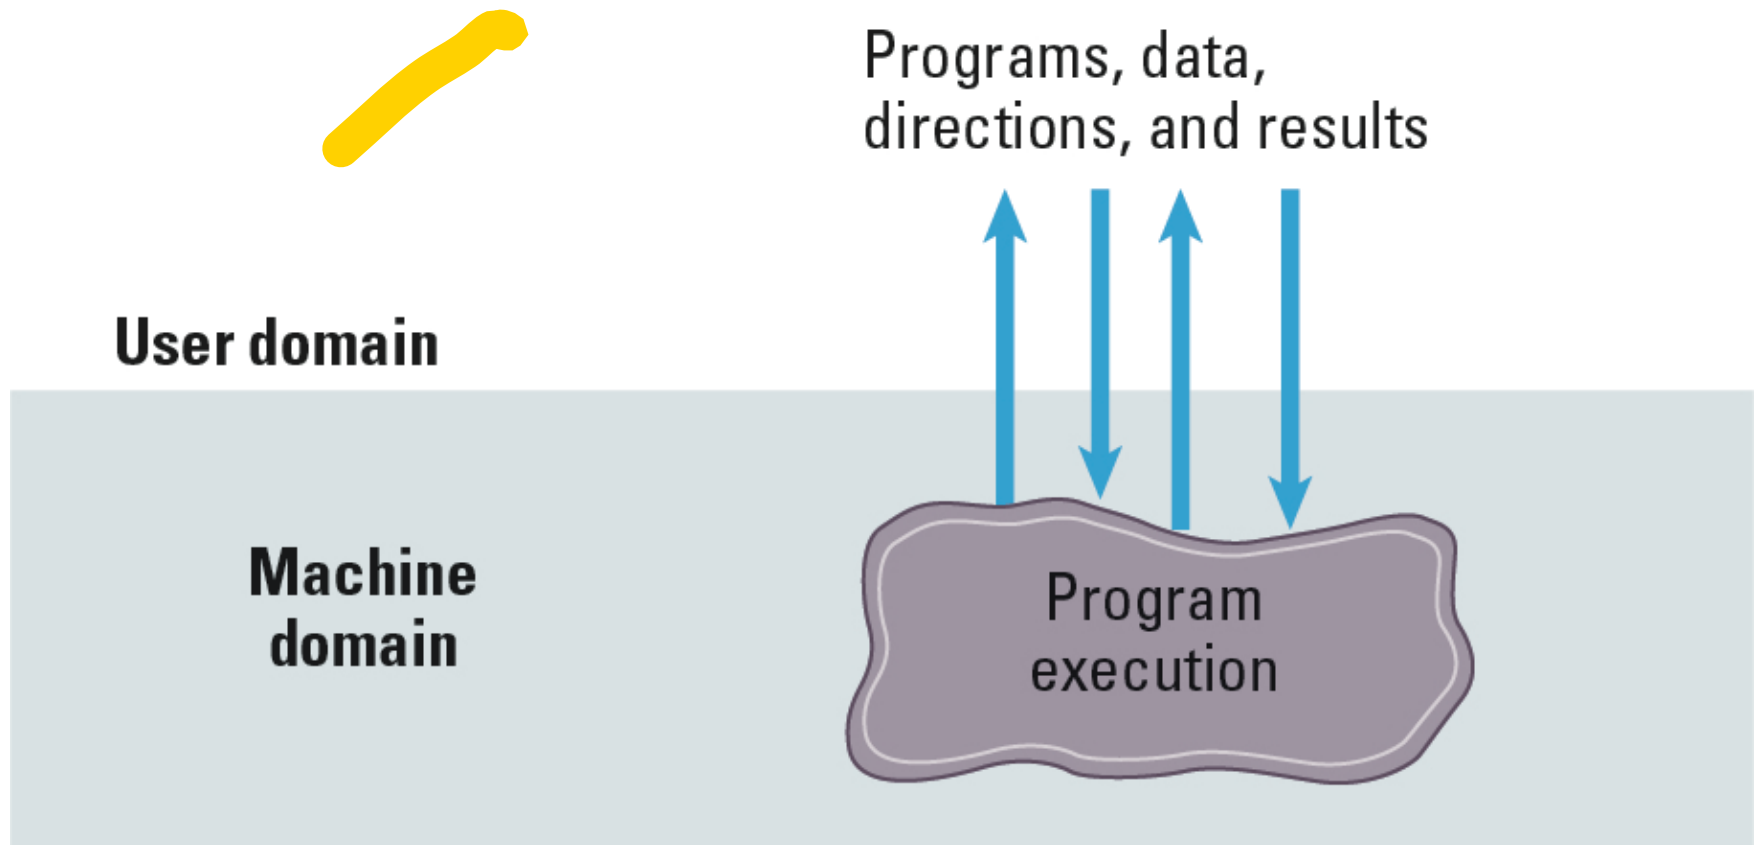 Programs, data,
directions, and results
User domain
Machine
domain
Program
execution